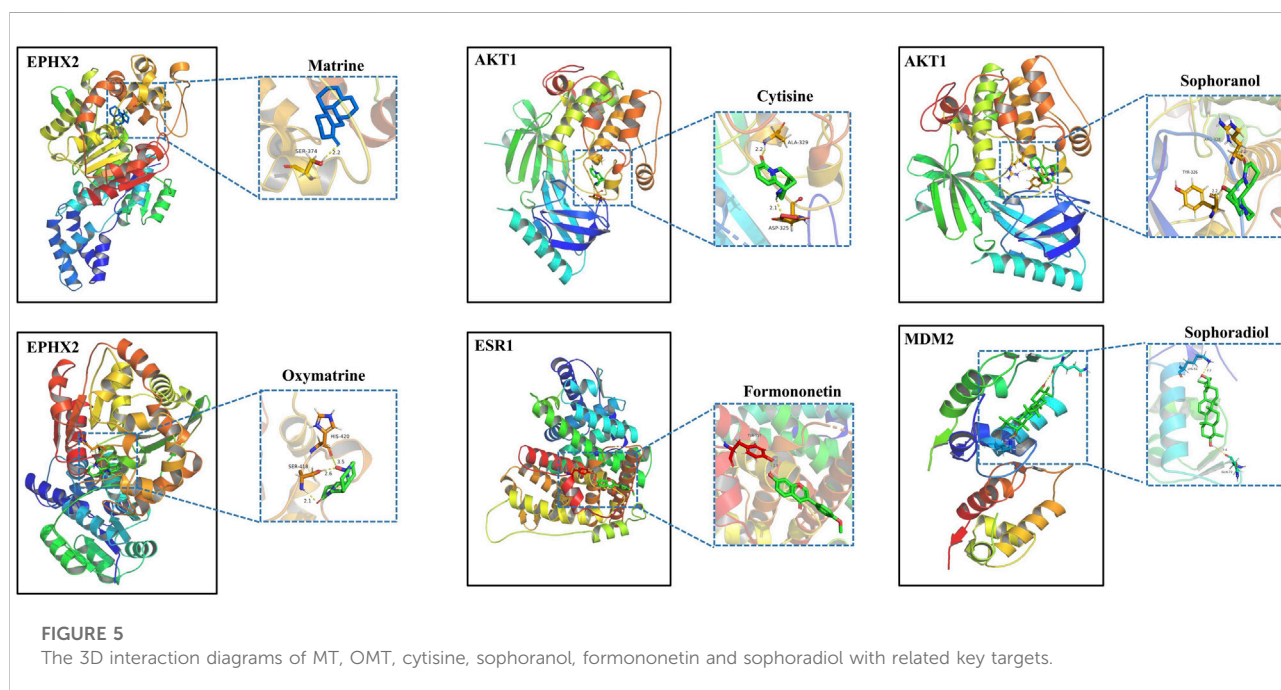 EPHX2
Matrine
SER-374
2.2
AKT1
Cytisine
ALA-329
2.2
2.1
ASP-325
AKT1
Sophoranol
TYR-326
EPHX2
Oxymatrine
HIS-420
3.5
SER-418
2.6
ESR1
Formononetin
MDM2
Sophoradiol
FIGURE 5
The 3D interaction diagrams of MT, OMT, cytisine, sophoranol, formononetin and sophoradiol with related key targets.